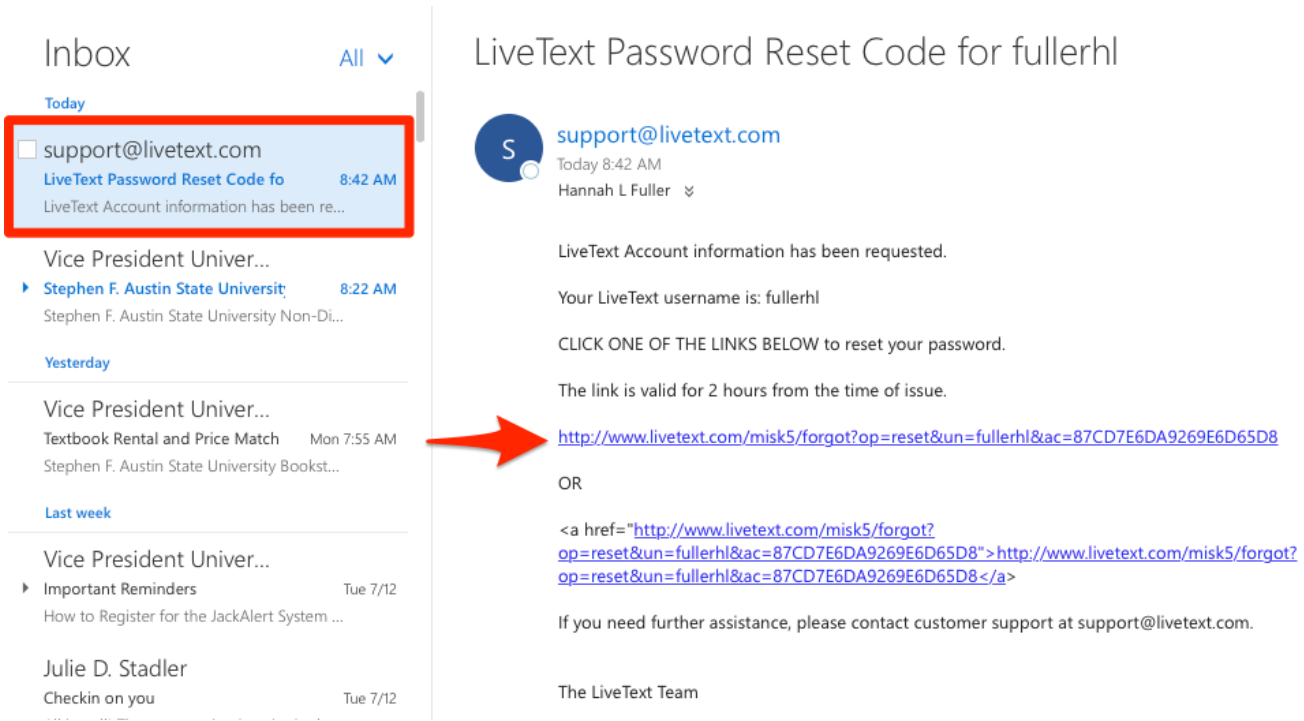 Inbox
All
Today
support@livetext.com
LiveText Password Reset Code fo 8:42 AM
LiveText Account information has been re...
Vice President Univer...
Stephen F. Austin State University 8:22 AM
Stephen F. Austin State University Non-Di...
Yesterday
Vice President Univer...
Textbook Rental and Price Match Mon 7:55 AM
Stephen F. Austin State University Bookst...
Last week
Vice President Univer...
Important Reminders Tue 7/12
How to Register for the JackAlert System ...
Julie D. Stadler
Checkin on you Tue 7/12
LiveText Password Reset Code for fullerhl
S
support@livetext.com
Today 8:42 AM
Hannah L Fuller
LiveText Account information has been requested.
Your LiveText username is: fullerhl
CLICK ONE OF THE LINKS BELOW to reset your password.
The link is valid for 2 hours from the time of issue.
http://www.livetext.com/misk5/forgot?op=reset&un=fullerhl&ac=87CD7E6DA9269E6D65D8
OR
<a href="http://www.livetext.com/misk5/forgot?
op=reset&un=fullerhl&ac=87CD7E6DA9269E6D65D8">http://www.livetext.com/misk5/forgot?
op=reset&un=fullerhl&ac=87CD7E6DA9269E6D65D8</a>
If you need further assistance, please contact customer support at support@livetext.com.
The LiveText Team